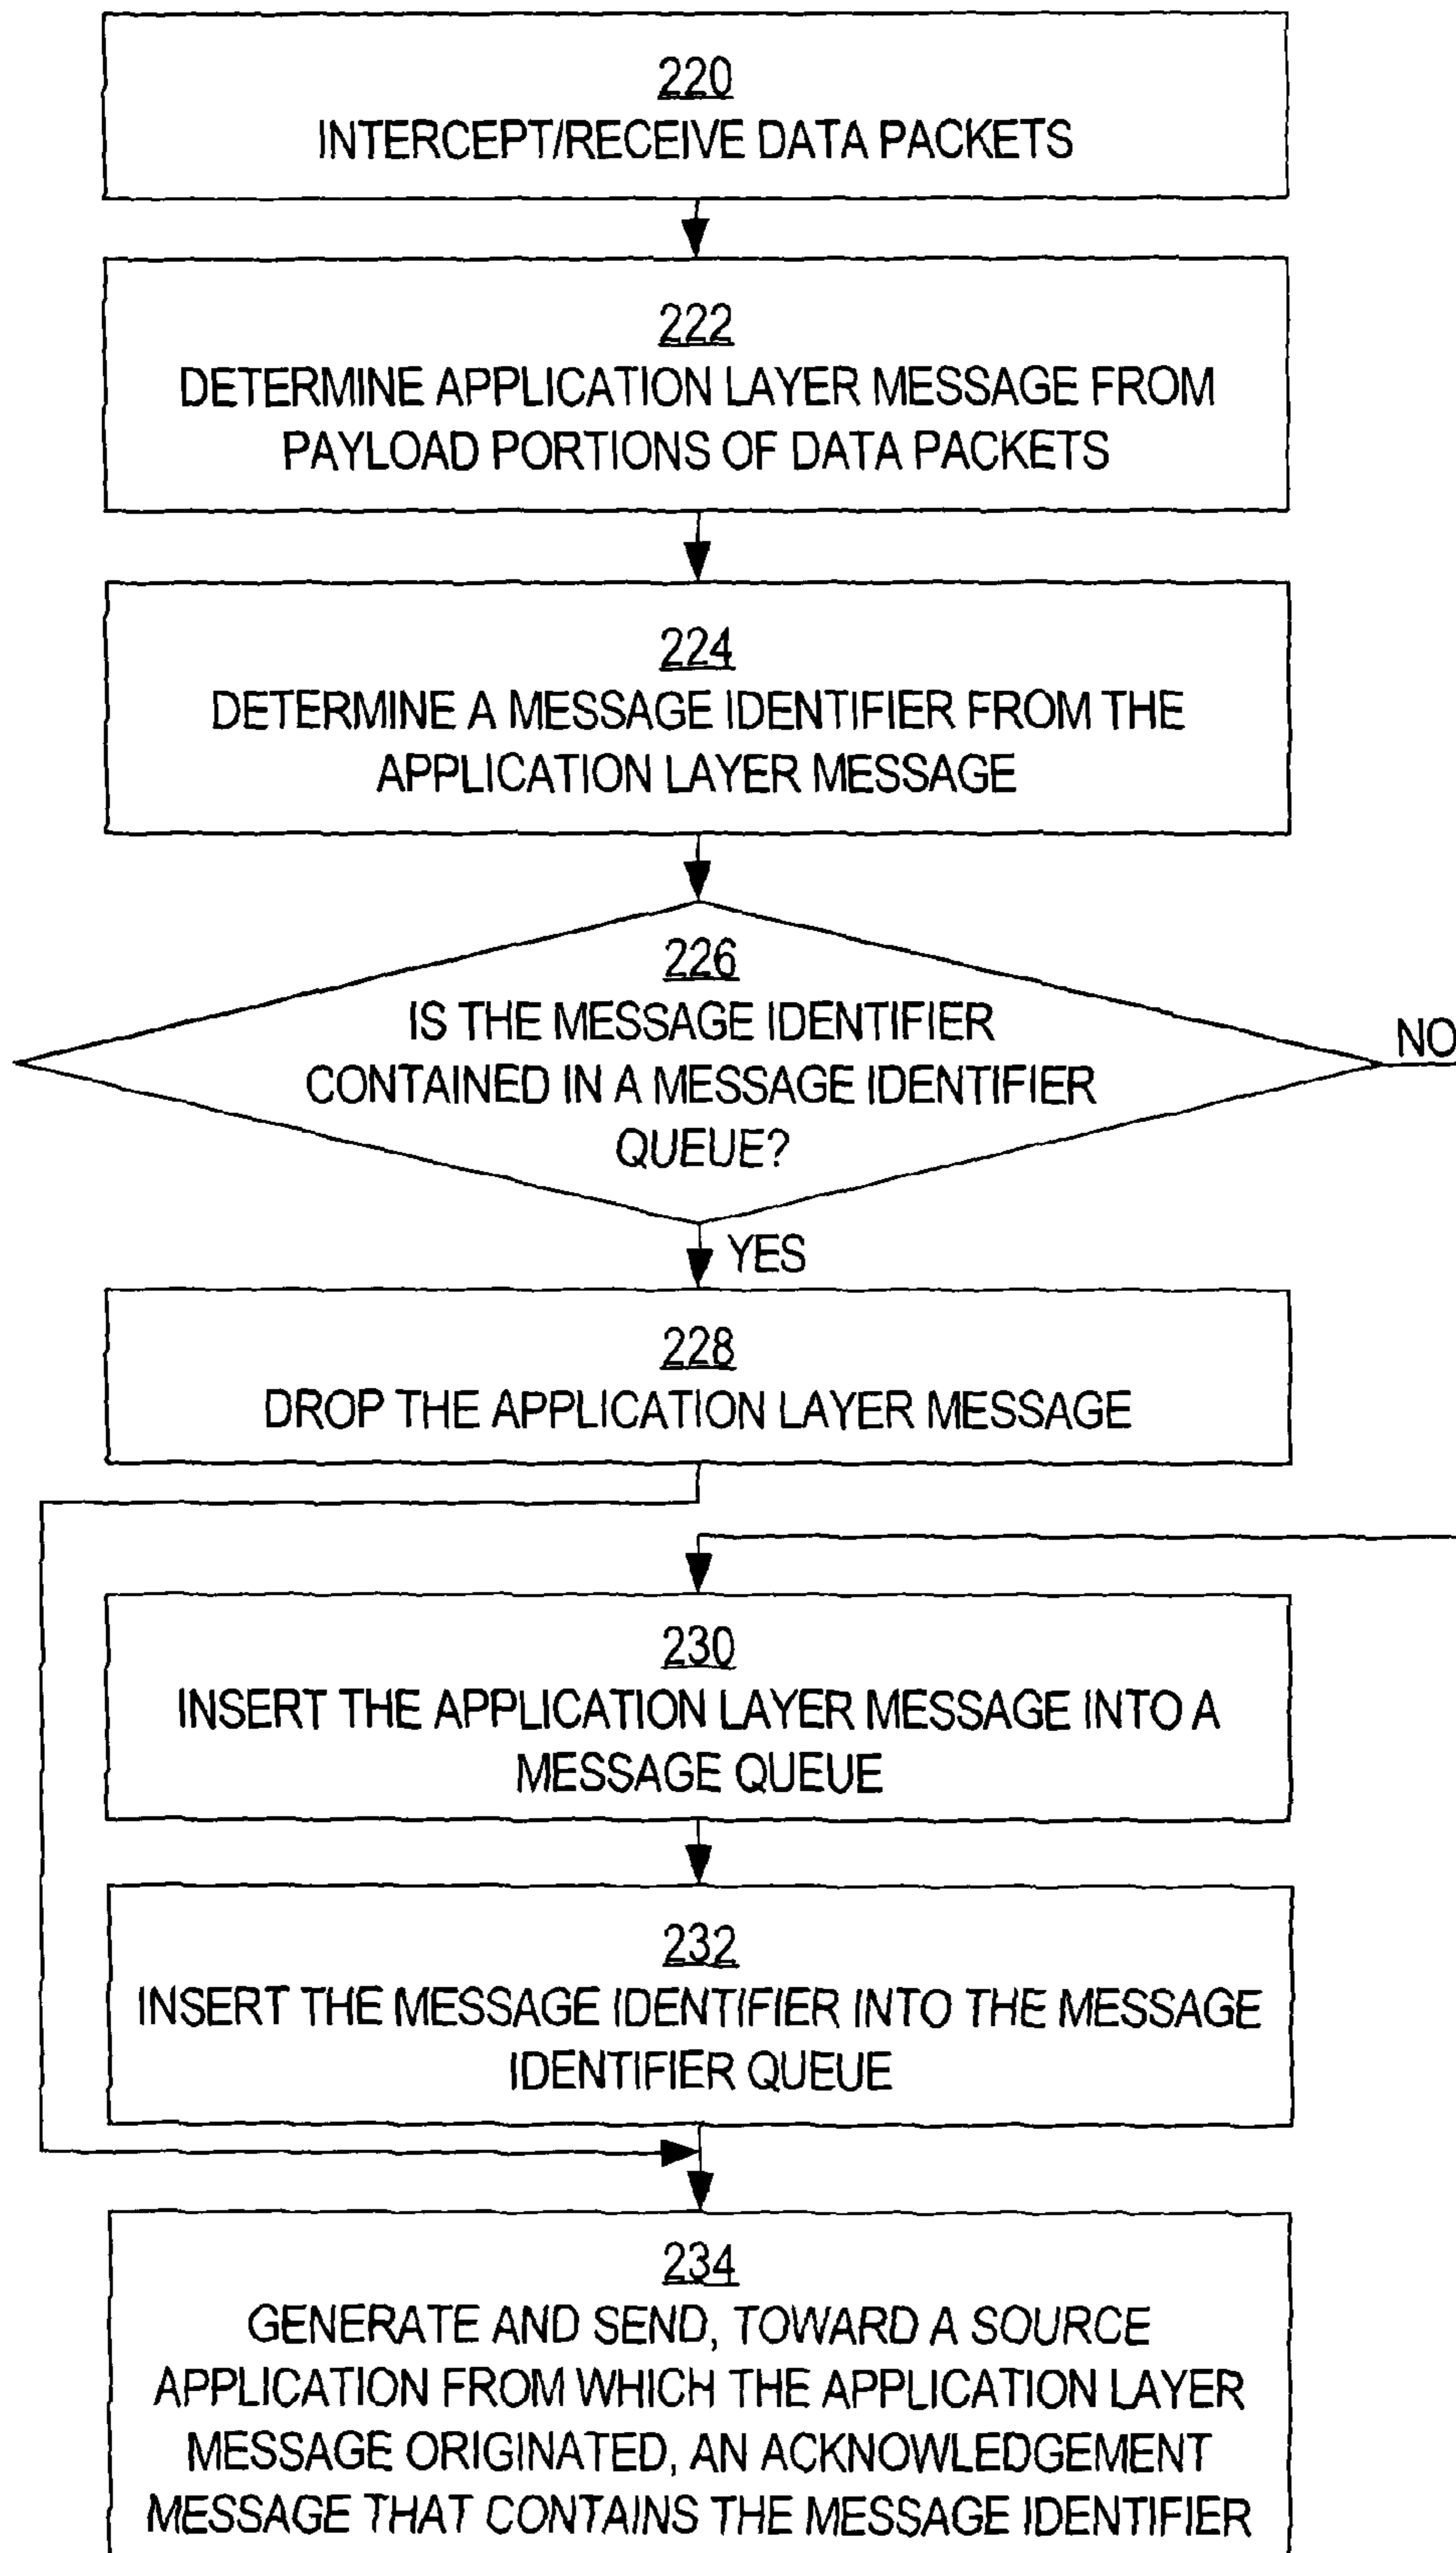 220
INTERCEPT/RECEIVE DATA PACKETS
222
DETERMINE APPLICATION LAYER MESSAGE FROM
PAYLOAD PORTIONS OF DATA PACKETS
224
DETERMINE A MESSAGE IDENTIFIER FROM THE
APPLICATION LAYER MESSAGE
226
IS THE MESSAGE IDENTIFIER
CONTAINED IN A MESSAGE IDENTIFIER
QUEUE?
NO
YES
228
DROP THE APPLICATION LAYER MESSAGE
230
INSERT THE APPLICATION LAYER MESSAGE INTO A
MESSAGE QUEUE
232
INSERT THE MESSAGE IDENTIFIER INTO THE MESSAGE
IDENTIFIER QUEUE
234
GENERATE AND SEND, TOWARD A SOURCE
APPLICATION FROM WHICH THE APPLICATION LAYER
MESSAGE ORIGINATED, AN ACKNOWLEDGEMENT
MESSAGE THAT CONTAINS THE MESSAGE IDENTIFIER